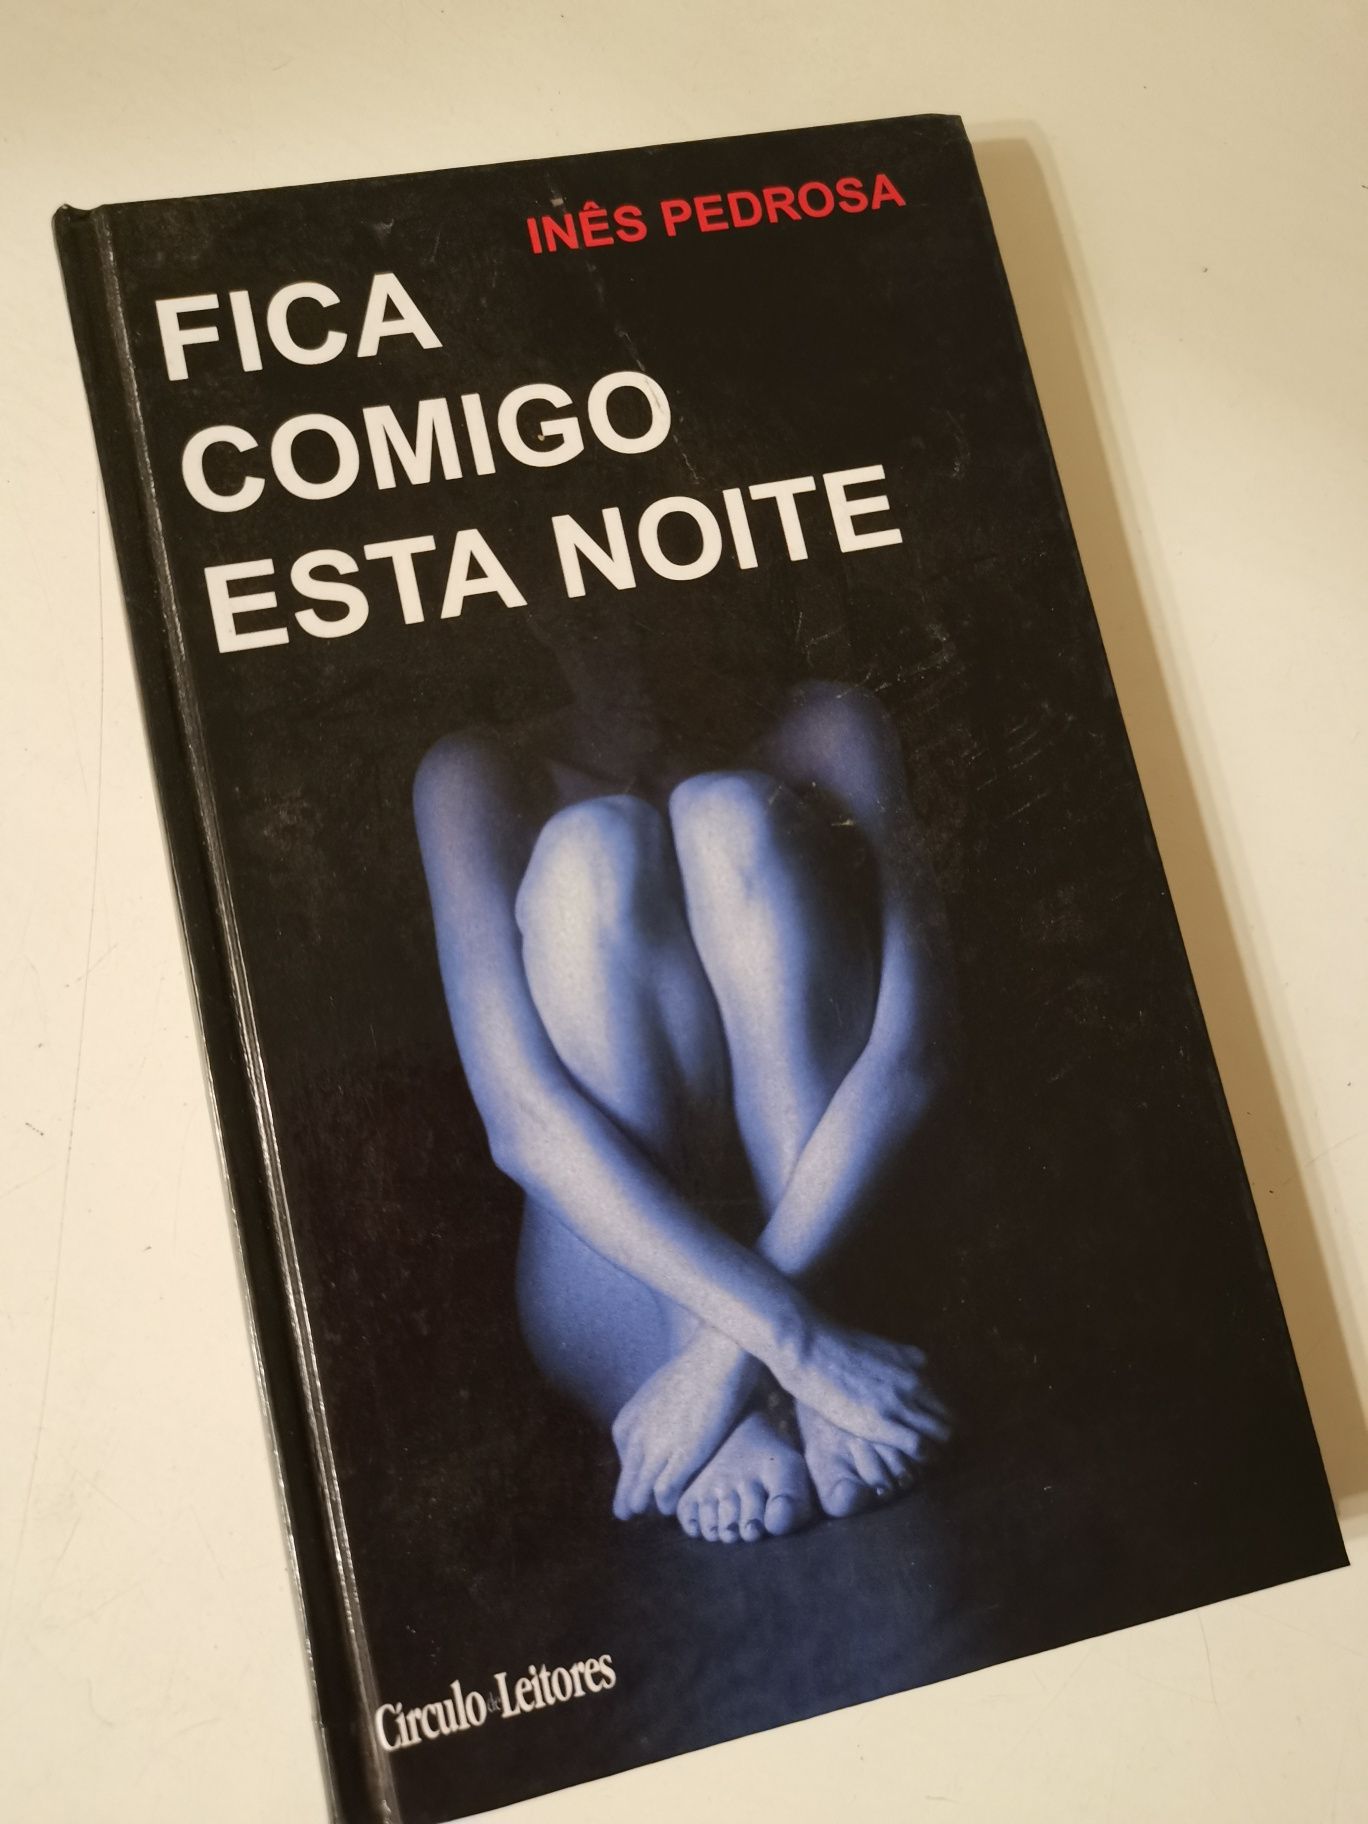 INÊS PEDROSA
FICA
COMIGO
ESTA NOITE
Círculo de Leitores